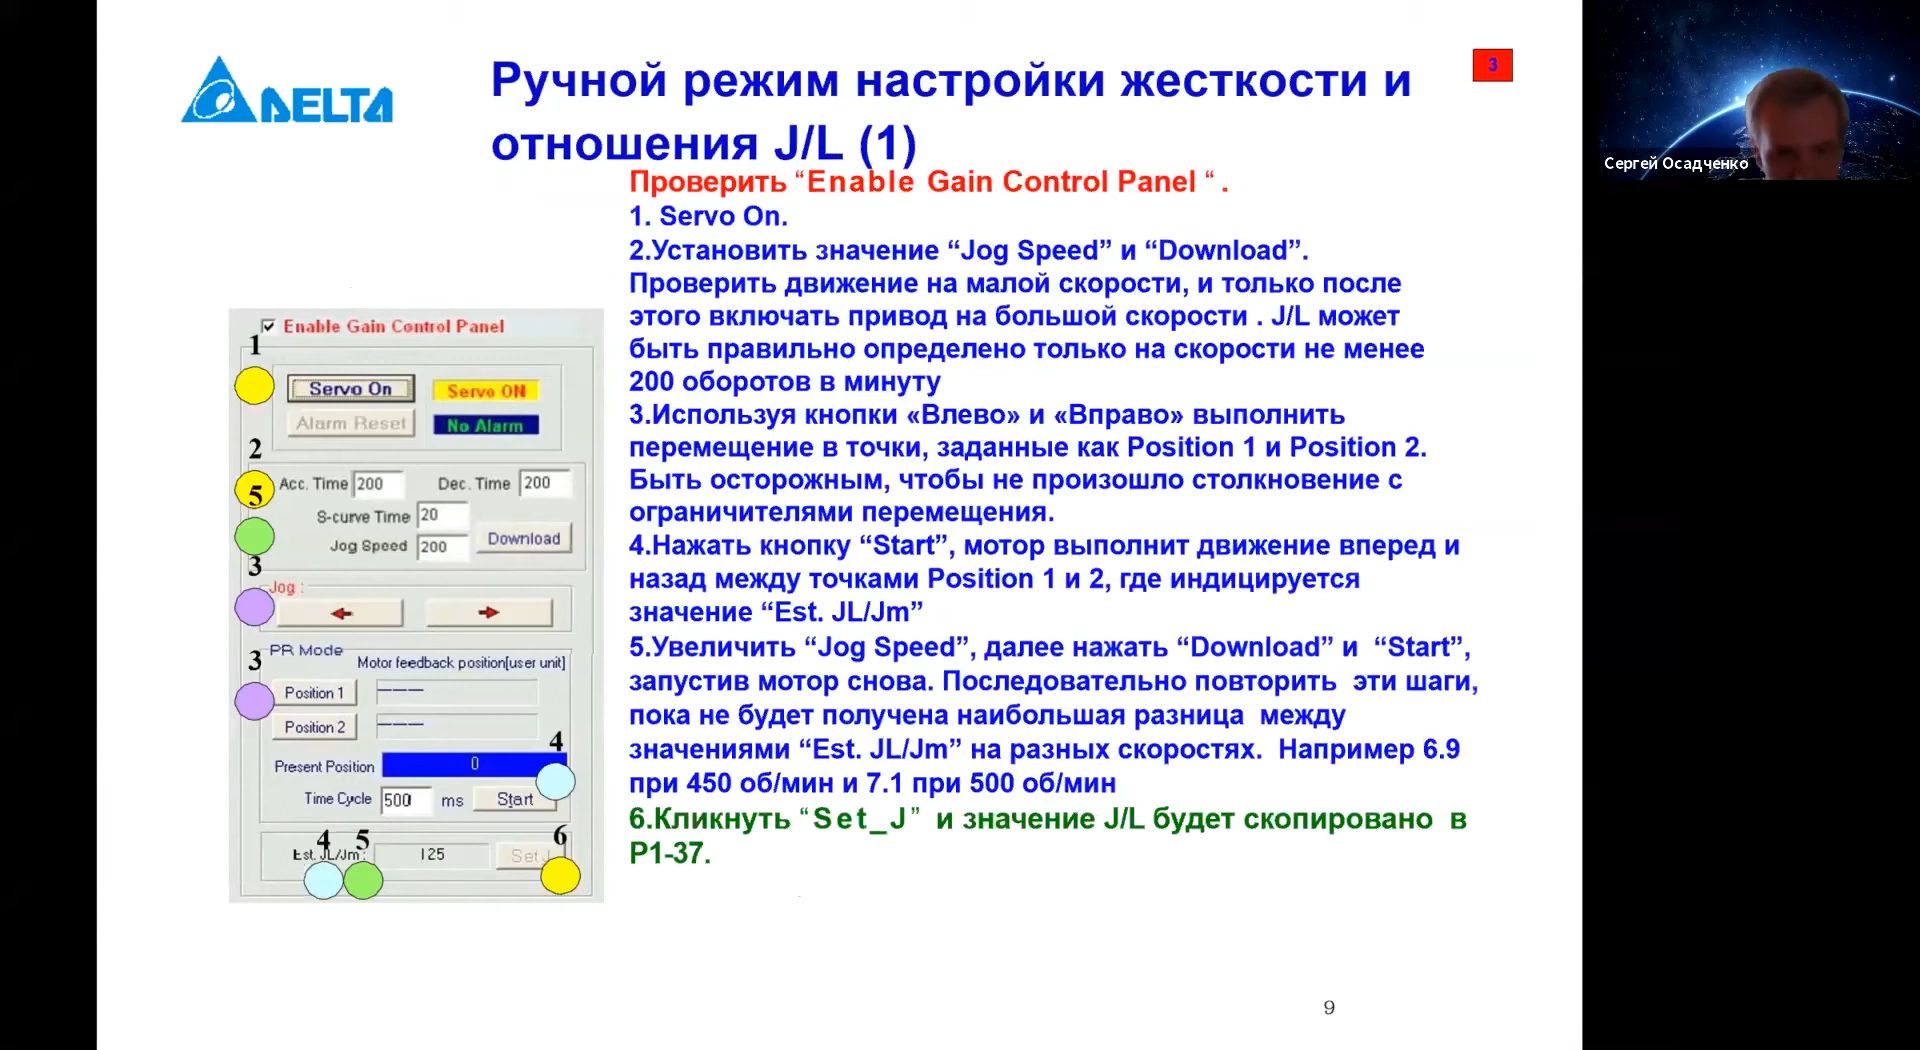 DELTA
Ручной режим настройки жесткости и
отношения J/L (1)
3
Сергей Осадченко
Проверить “Enable Gain Control Panel “ .
1. Servo On.
2.Установить значение “Jog Speed” и “Download”.
Проверить движение на малой скорости, и только после
этого включать привод на большой скорости . J/L может
быть правильно определено только на скорости не менее
200 оборотов в минуту
3.Используя кнопки «Влево» и «Вправо» выполнить
перемещение в точки, заданные как Position 1 и Position 2.
Быть осторожным, чтобы не произошло столкновение с
ограничителями перемещения.
4.Нажать кнопку “Start”, мотор выполнит движение вперед и
назад между точками Position 1 и 2, где индицируется
значение “Est. JL/Jm”
5.Увеличить “Jog Speed”, далее нажать “Download” и “Start”,
запустив мотор снова. Последовательно повторить эти шаги,
пока не будет получена наибольшая разница между
значениями “Est. JL/Jm” на разных скоростях. Например 6.9
при 450 об/мин и 7.1 при 500 об/мин
6.Кликнуть “Set_J” и значение J/L будет скопировано в
P1-37.
Enable Gain Control Panel
1
Servo On
Servo ON
Alarm Reset
No Alarm
2
5
Acc. Time 200
Dec. Time 200
S-curve Time 20
Jog Speed 200
Download
3
Jog :
3
PR Mode
Motor feedback position[user unit]
Position 1
Position 2
4
Present Position 0
Time Cycle 500 ms
Start
4 5 6
Est. JL/Jm : 125
Set J
9